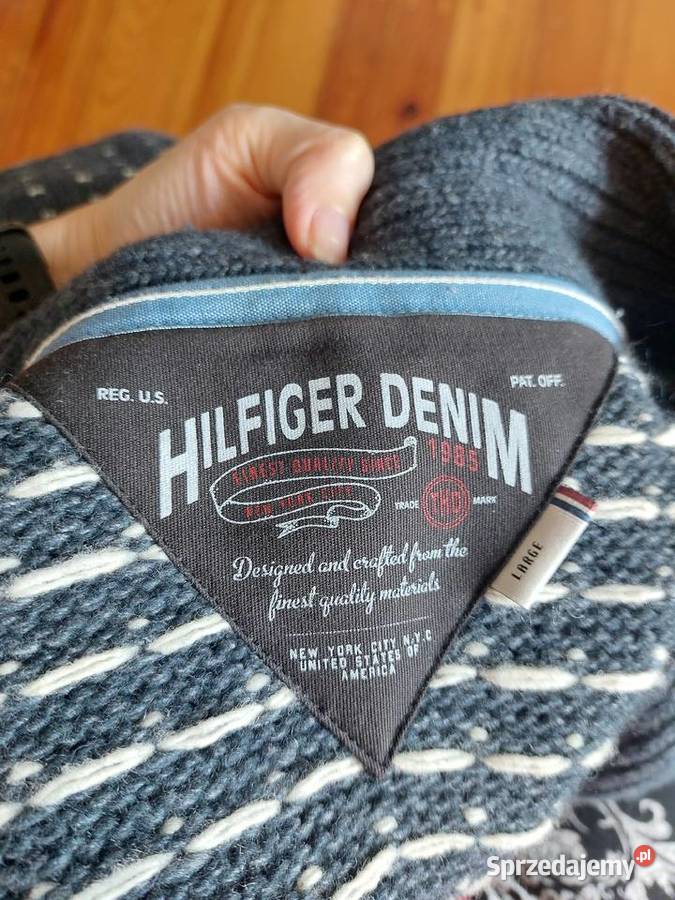 REG. U.S.
PAT. OFF.
HILFIGER DENIM
FINEST QUALITY SINCE 1985
NEW YORK CITY
TRADE THD MARK
Designed and crafted from the
finest quality materials
NEW YORK CITY N.Y.C
UNITED STATES OF
AMERICA
LARGE
Sprzedajemy.pl